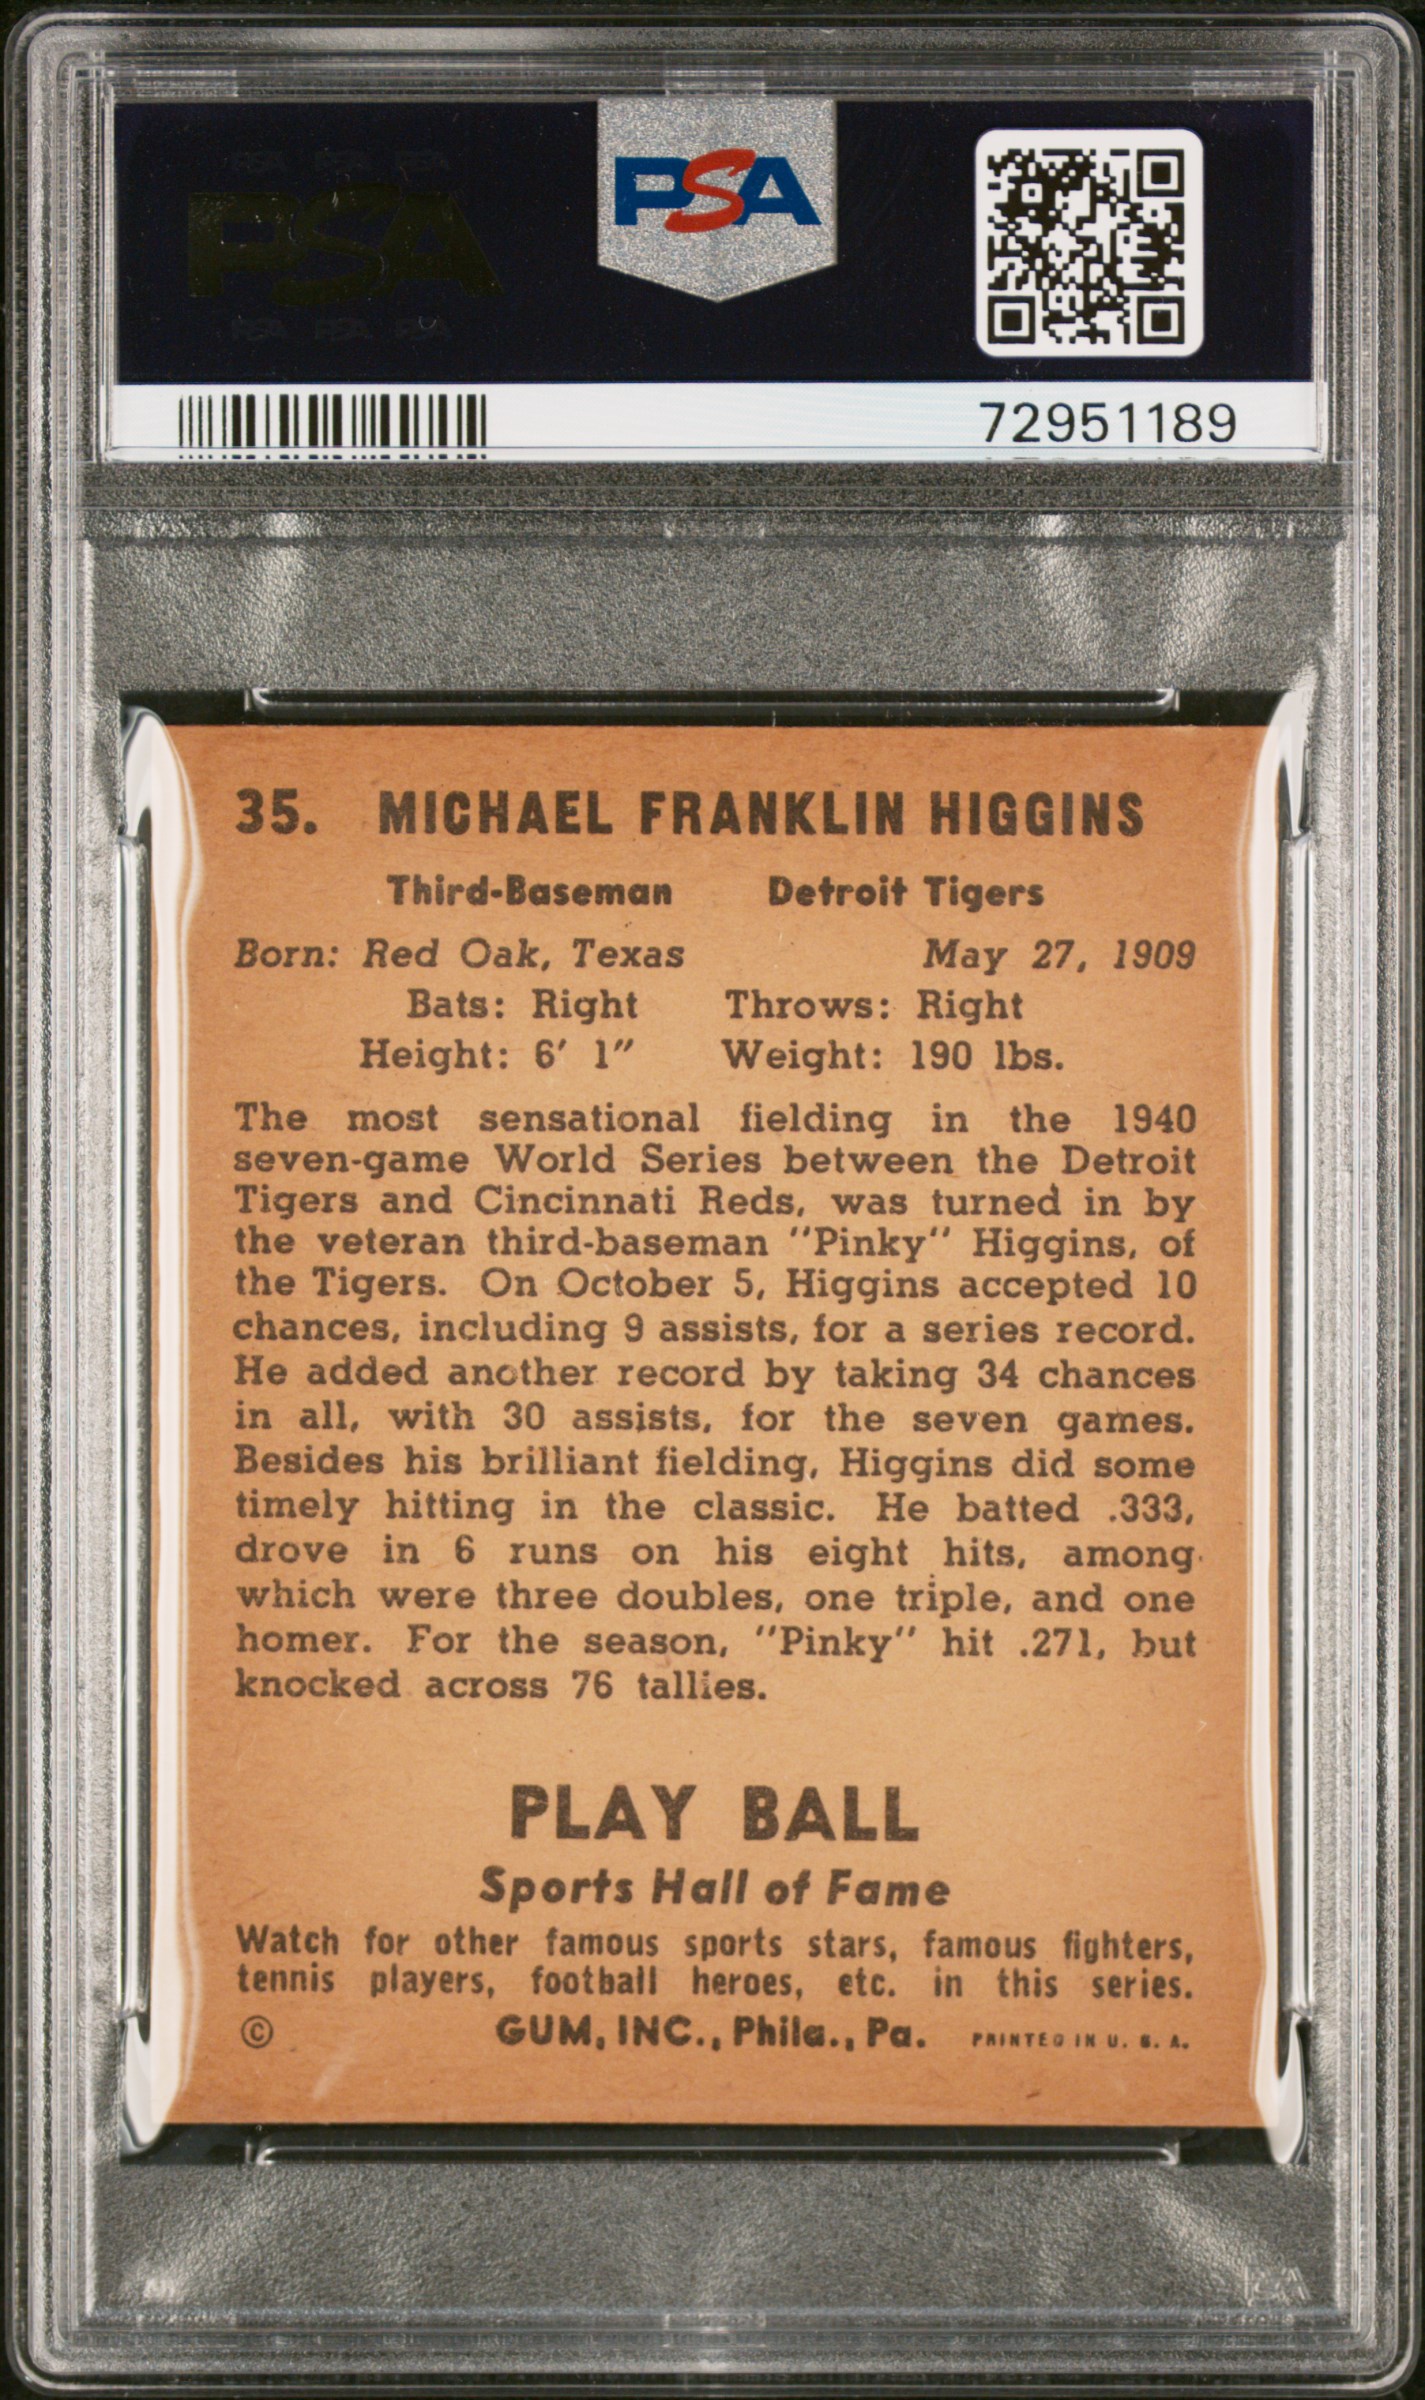 PSA PSA PSA
PSA
PSA PSA PSA
PSA
72951189
35. MICHAEL FRANKLIN HIGGINS
Third-Baseman Detroit Tigers
Born: Red Oak, Texas May 27, 1909
Bats: Right Throws: Right
Height: 6′ 1″ Weight: 190 lbs.
The most sensational fielding in the 1940
seven-game World Series between the Detroit
Tigers and Cincinnati Reds, was turned in by
the veteran third-baseman "Pinky" Higgins, of
the Tigers. On October 5, Higgins accepted 10
chances, including 9 assists, for a series record.
He added another record by taking 34 chances
in all, with 30 assists, for the seven games.
Besides his brilliant fielding, Higgins did some
timely hitting in the classic. He batted .333,
drove in 6 runs on his eight hits, among
which were three doubles, one triple, and one
homer. For the season, "Pinky" hit .271, but
knocked across 76 tallies.
PLAY BALL
Sports Hall of Fame
Watch for other famous sports stars, famous fighters,
tennis players, football heroes, etc. in this series.
© GUM, INC., Phila., Pa. PRINTED IN U. S. A.
PSA